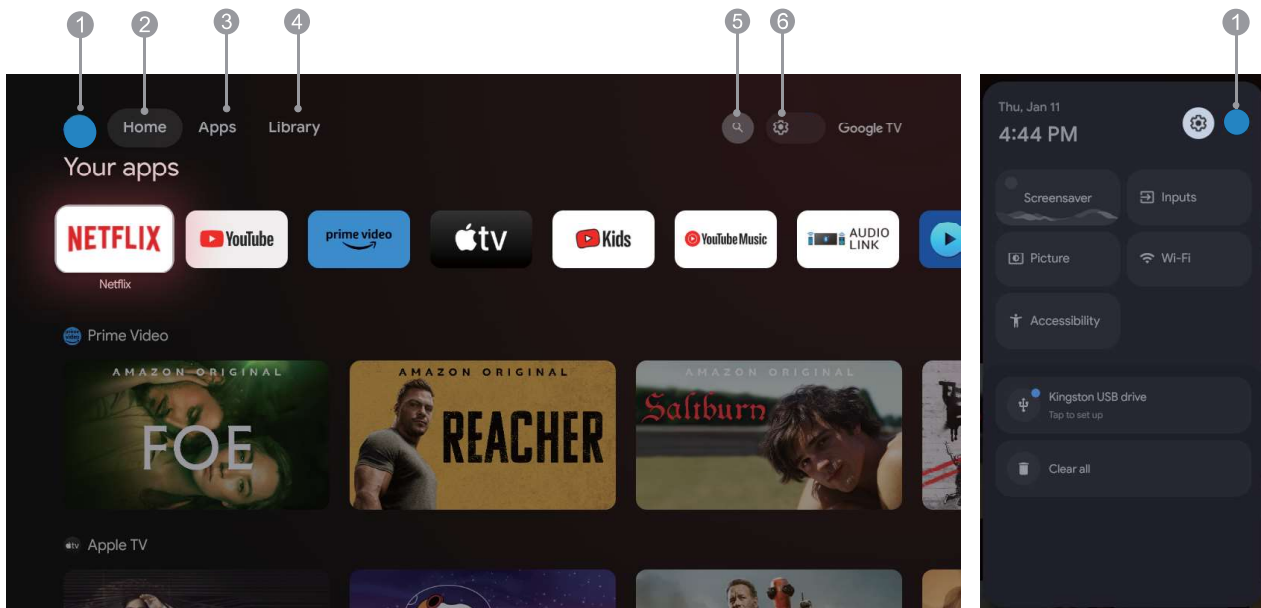 1 2 3 4 5 6 1
Home Apps Library Google TV
Your apps
NETFLIX YouTube prime video tv Kids YouTube Music AUDIO LINK
Netflix
Prime Video
AMAZON ORIGINAL
FOE
AMAZON ORIGINAL
REACHER
AMAZON ORIGINAL
Saltburn
tv Apple TV
Thu, Jan 11
4:44 PM
Screensaver Inputs
Picture Wi-Fi
Accessibility
Kingston USB drive
Tap to set up
Clear all